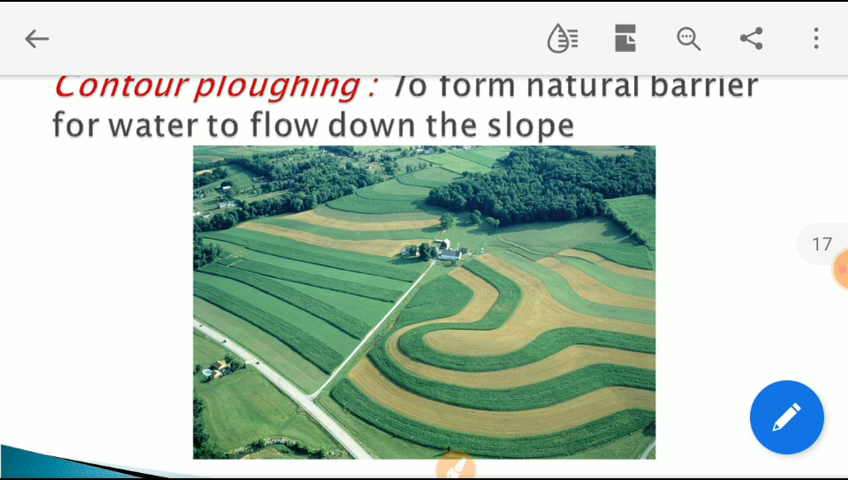 Contour ploughing : To form natural barrier
for water to flow down the slope
17